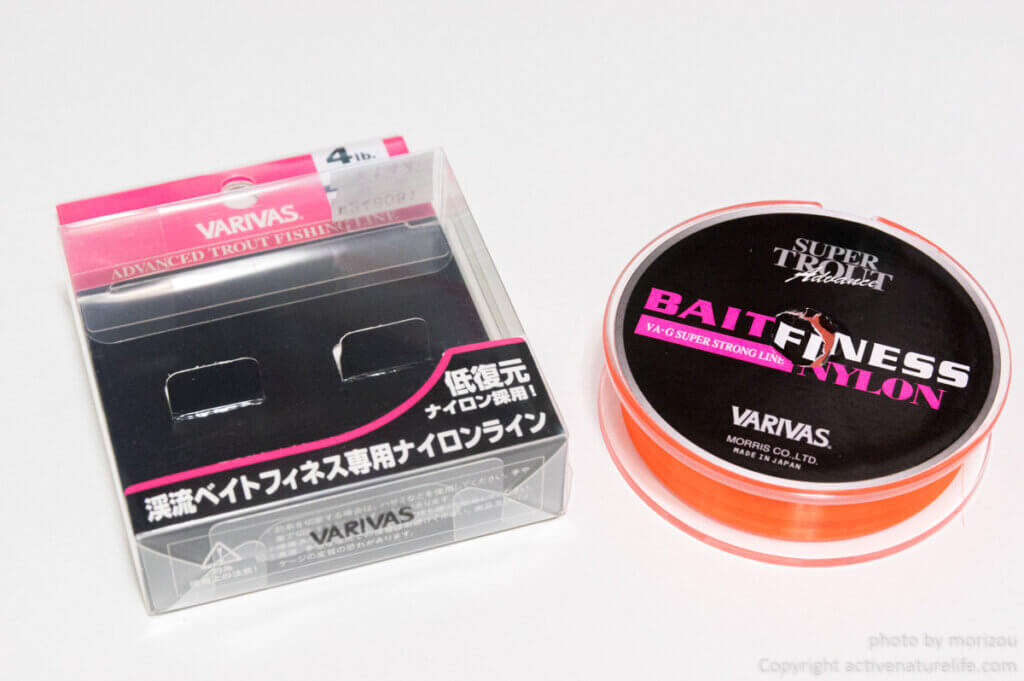 4lb.
VARIVAS®
ADVANCED TROUT FISHING LINE
低復元
ナイロン採用!
渓流ベイトフィネス専用ナイロンライン
VARIVAS
SUPER
TROUT
Advance
BAIT FINESS
VA-G SUPER STRONG LINE
NYLON
VARIVAS®
MORRIS CO.,LTD.
MADE IN JAPAN
photo by morizou
Copyright activenaturelife.com